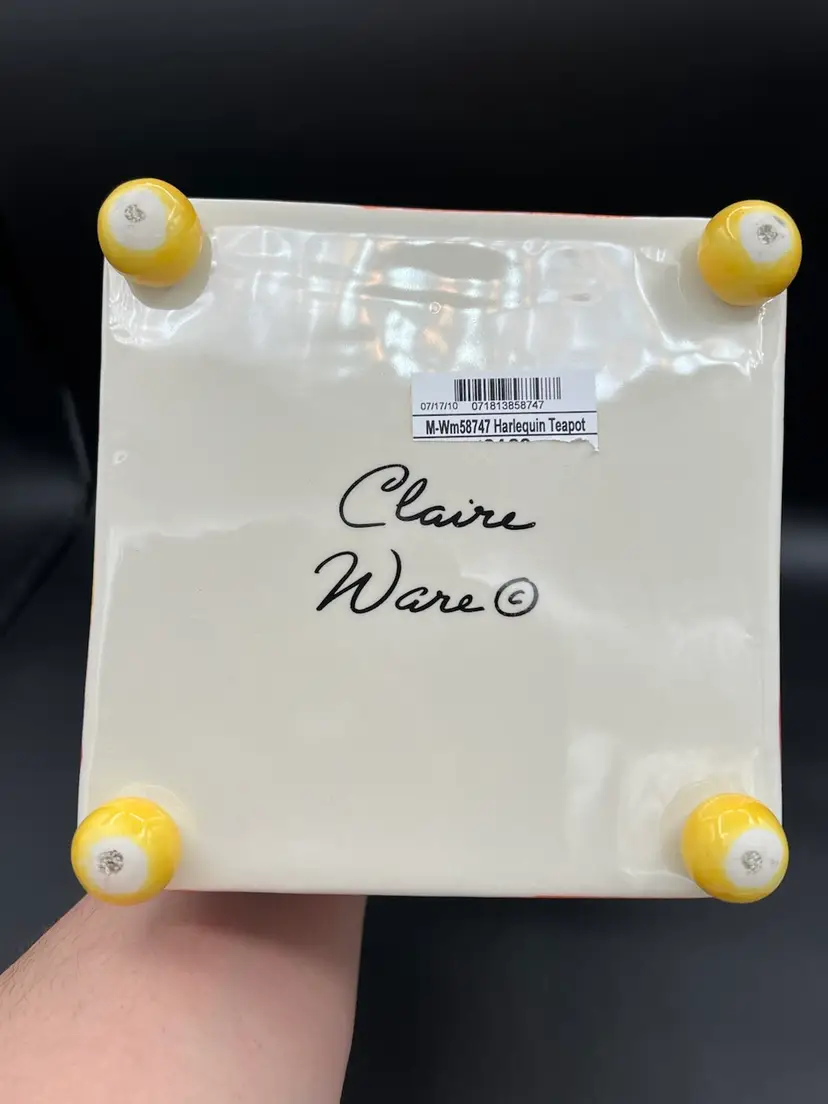 07/17/10 071813858747
M-Wm58747 Harlequin Teapot
Claire
Ware ©